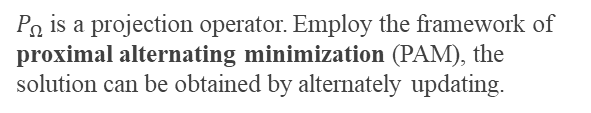 P_Ω is a projection operator. Employ the framework of
proximal alternating minimization (PAM), the
solution can be obtained by alternately updating.